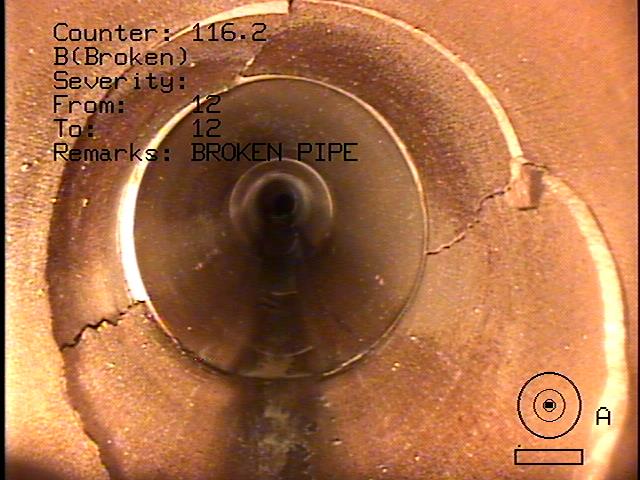 Counter: 116.2
B(Broken)
Severity:
From: 12
To: 12
Remarks: BROKEN PIPE
A